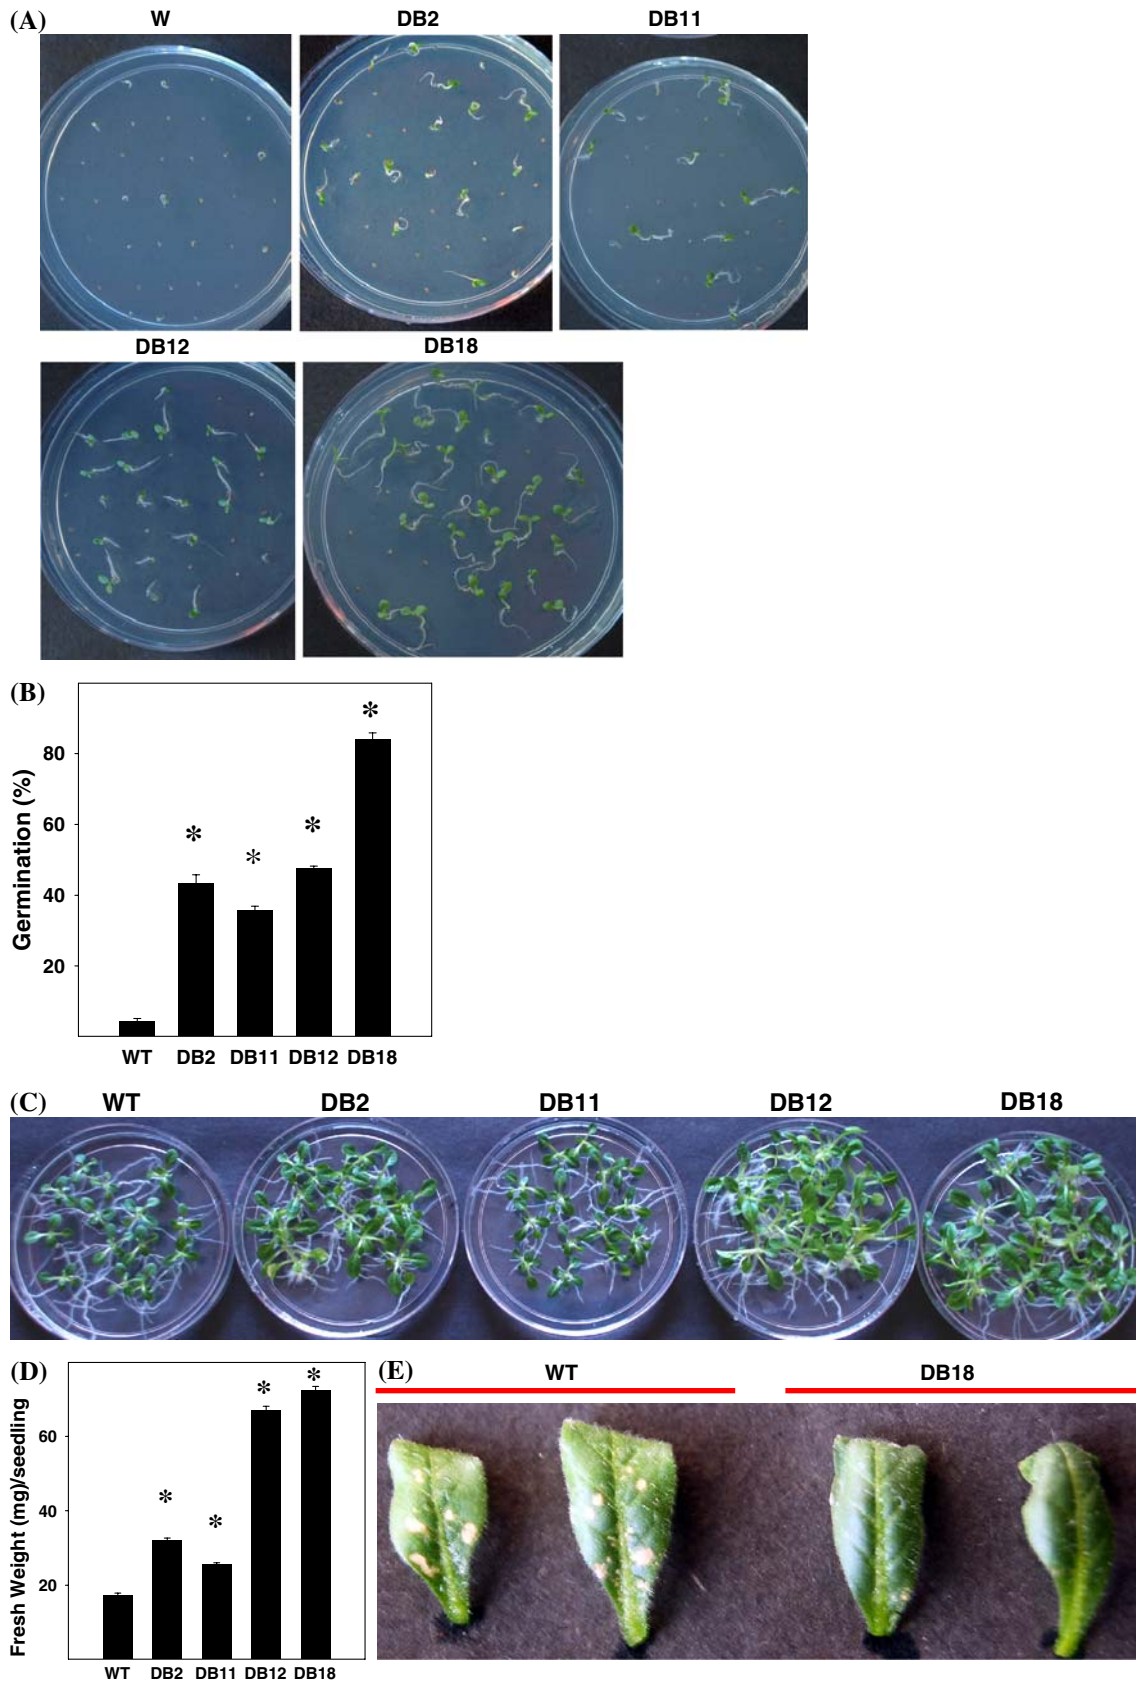 (A) W DB2 DB11
DB12 DB18
(B)
Germination (%)
80
60
40
20
*
*
*
*
WT DB2 DB11 DB12 DB18
(C) WT DB2 DB11 DB12 DB18
(D)
Fresh Weight (mg)/seedling
60
40
20
*
*
*
*
WT DB2 DB11 DB12 DB18
(E) WT DB18